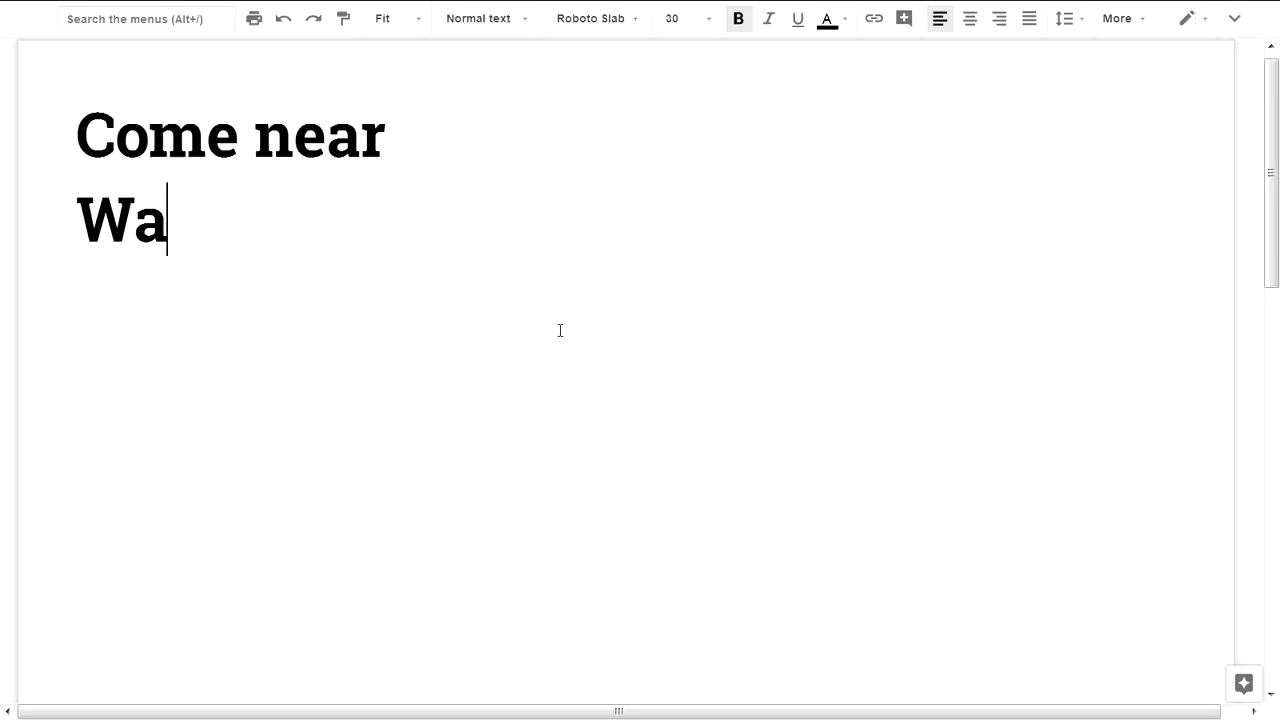 Search the menus (Alt+/) Fit Normal text Roboto Slab 30 B I U A More
Come near
Wa